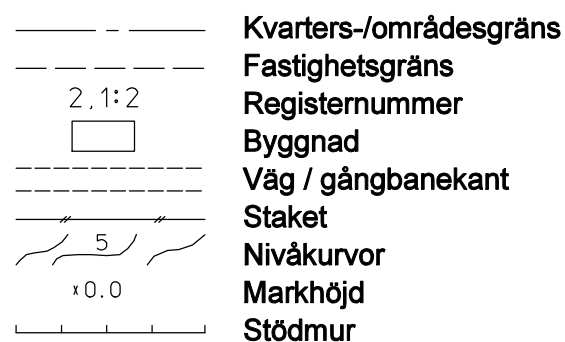 Kvarters-/områdesgräns
Fastighetsgräns
2,1:2 Registernummer
Byggnad
Väg / gångbanekant
Staket
5 Nivåkurvor
x0.0 Markhöjd
Stödmur